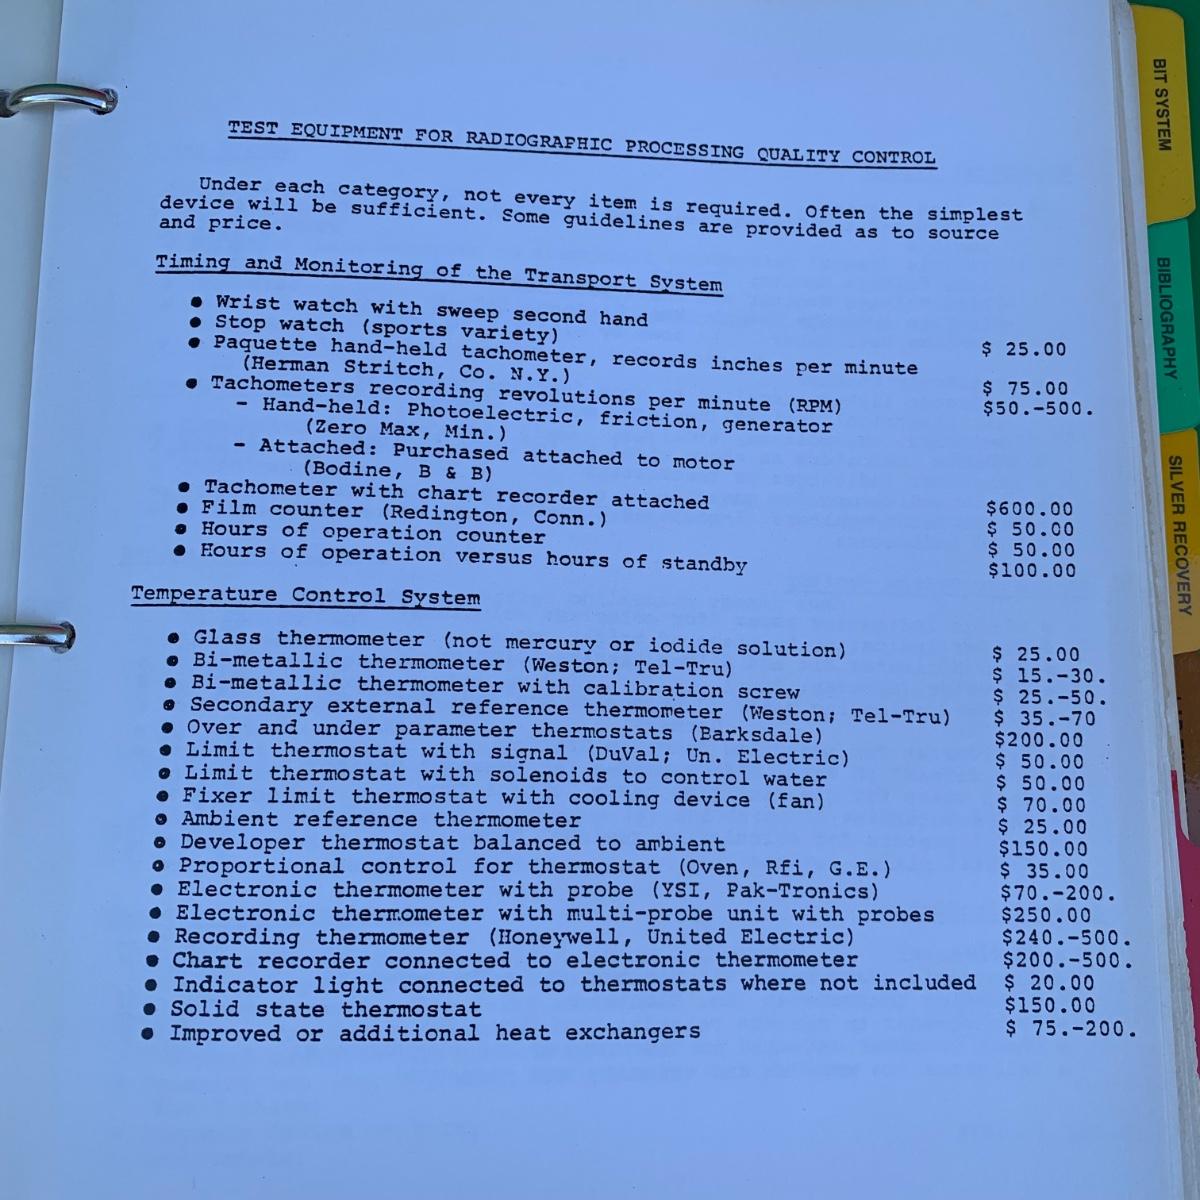 TEST EQUIPMENT FOR RADIOGRAPHIC PROCESSING QUALITY CONTROL
Under each category, not every item is required. Often the simplest
device will be sufficient. Some guidelines are provided as to source
and price.
Timing and Monitoring of the Transport System
● Wrist watch with sweep second hand
● Stop watch (sports variety) $ 25.00
● Paquette hand-held tachometer, records inches per minute
(Herman Stritch, Co. N.Y.) $ 75.00
● Tachometers recording revolutions per minute (RPM) $50.-500.
- Hand-held: Photoelectric, friction, generator
(Zero Max, Min.)
- Attached: Purchased attached to motor
(Bodine, B & B)
● Tachometer with chart recorder attached $600.00
● Film counter (Redington, Conn.) $ 50.00
● Hours of operation counter $ 50.00
● Hours of operation versus hours of standby $100.00
Temperature Control System
● Glass thermometer (not mercury or iodide solution) $ 25.00
● Bi-metallic thermometer (Weston; Tel-Tru) $ 15.-30.
● Bi-metallic thermometer with calibration screw $ 25.-50.
● Secondary external reference thermometer (Weston; Tel-Tru) $ 35.-70
● Over and under parameter thermostats (Barksdale) $200.00
● Limit thermostat with signal (DuVal; Un. Electric) $ 50.00
● Limit thermostat with solenoids to control water $ 50.00
● Fixer limit thermostat with cooling device (fan) $ 70.00
● Ambient reference thermometer $ 25.00
● Developer thermostat balanced to ambient $150.00
● Proportional control for thermostat (Oven, Rfi, G.E.) $ 35.00
● Electronic thermometer with probe (YSI, Pak-Tronics) $70.-200.
● Electronic thermometer with multi-probe unit with probes $250.00
● Recording thermometer (Honeywell, United Electric) $240.-500.
● Chart recorder connected to electronic thermometer $200.-500.
● Indicator light connected to thermostats where not included $ 20.00
● Solid state thermostat $150.00
● Improved or additional heat exchangers $ 75.-200.
BIT SYSTEM
BIBLIOGRAPHY
SILVER RECOVERY